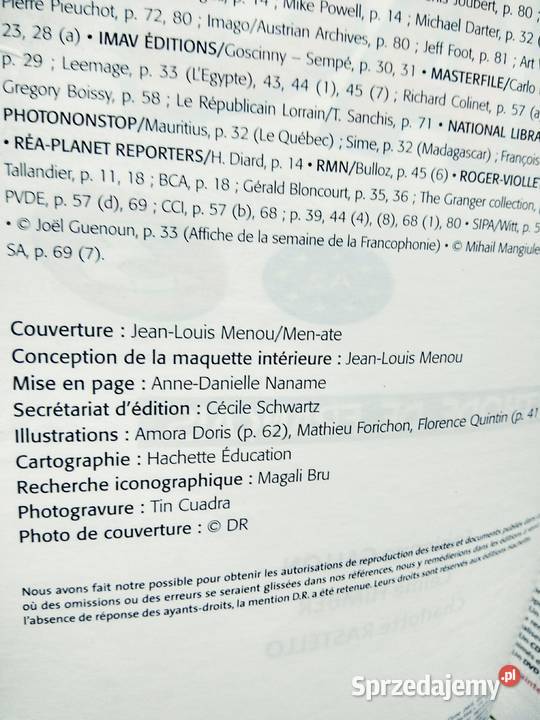 Pierre Pieuchot, p. 72, 80 ; Imago/Austrian Archives, p. 80 ; Jeff Foot, p. 81 ; Art
p. 14 ; Mike Powell, p. 14 ; Michael Darter, p. 32 (
Joubert, p. 80 ;
23, 28 (a) • IMAV ÉDITIONS/Goscinny – Sempé, p. 30, 31 • MASTERFILE/Carlo
p. 29 ; Leemage, p. 33 (L'Egypte), 43, 44 (1), 45 (7) ; Richard Colinet, p. 57 (a
Gregory Boissy, p. 58 ; Le Républicain Lorrain/T. Sanchis, p. 71 • NATIONAL LIBRA
PHOTONONSTOP/Mauritius, p. 32 (Le Québec) ; Sime, p. 32 (Madagascar) ; François
• RÉA-PLANET REPORTERS/H. Diard, p. 14 • RMN/Bulloz, p. 45 (6) • ROGER-VIOLLET
Tallandier, p. 11, 18 ; BCA, p. 18 ; Gérald Bloncourt, p. 35, 36 ; The Granger collection,
PVDE, p. 57 (d), 69 ; CCI, p. 57 (b), 68 ; p. 39, 44 (4), (8), 68 (1), 80 • SIPA/Witt, p. 5
• © Joël Guenoun, p. 33 (Affiche de la semaine de la Francophonie) • © Mihail Mangiule
SA, p. 69 (7).
Couverture : Jean-Louis Menou/Men-ate
Conception de la maquette intérieure : Jean-Louis Menou
Mise en page : Anne-Danielle Naname
Secrétariat d'édition : Cécile Schwartz
Illustrations : Amora Doris (p. 62), Mathieu Forichon, Florence Quintin (p. 41
Cartographie : Hachette Éducation
Recherche iconographique : Magali Bru
Photogravure : Tin Cuadra
Photo de couverture : © DR
Nous avons fait notre possible pour obtenir les autorisations de reproduction des textes et documents publiés dans
où des omissions ou des erreurs se seraient glissées dans nos références, nous y remédierions dans les éditions
l'absence de réponse des ayants-droits, la mention D.R. a été retenue. Leurs droits sont réservés aux éditions Hachette.
Charlotte RASTELLO
Sprzedajemy.pl